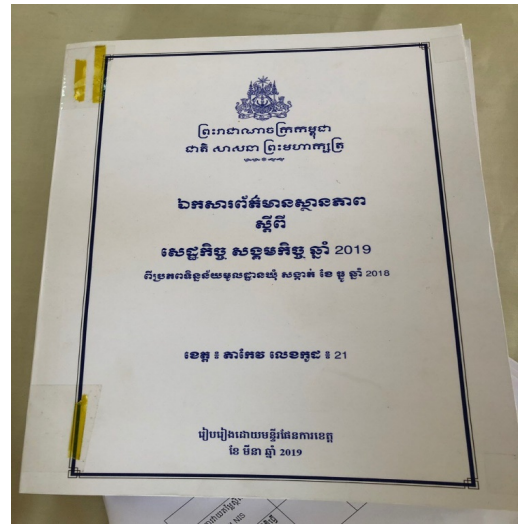 ព្រះរាជាណាចក្រកម្ពុជា
ជាតិ សាសនា ព្រះមហាក្សត្រ
ឯកសារព័ត៌មានស្ថានភាព
ស្តីពី
សេដ្ឋកិច្ច សង្គមកិច្ច ឆ្នាំ 2019
ពីប្រភពទិន្នន័យមូលដ្ឋានឃុំ សង្កាត់ ខែ ធ្នូ ឆ្នាំ 2018
ខេត្ត ៖ តាកែវ លេខកូដ ៖ 21
រៀបរៀងដោយមន្ទីរផែនការខេត្ត
ខែ មីនា ឆ្នាំ 2019
NIS